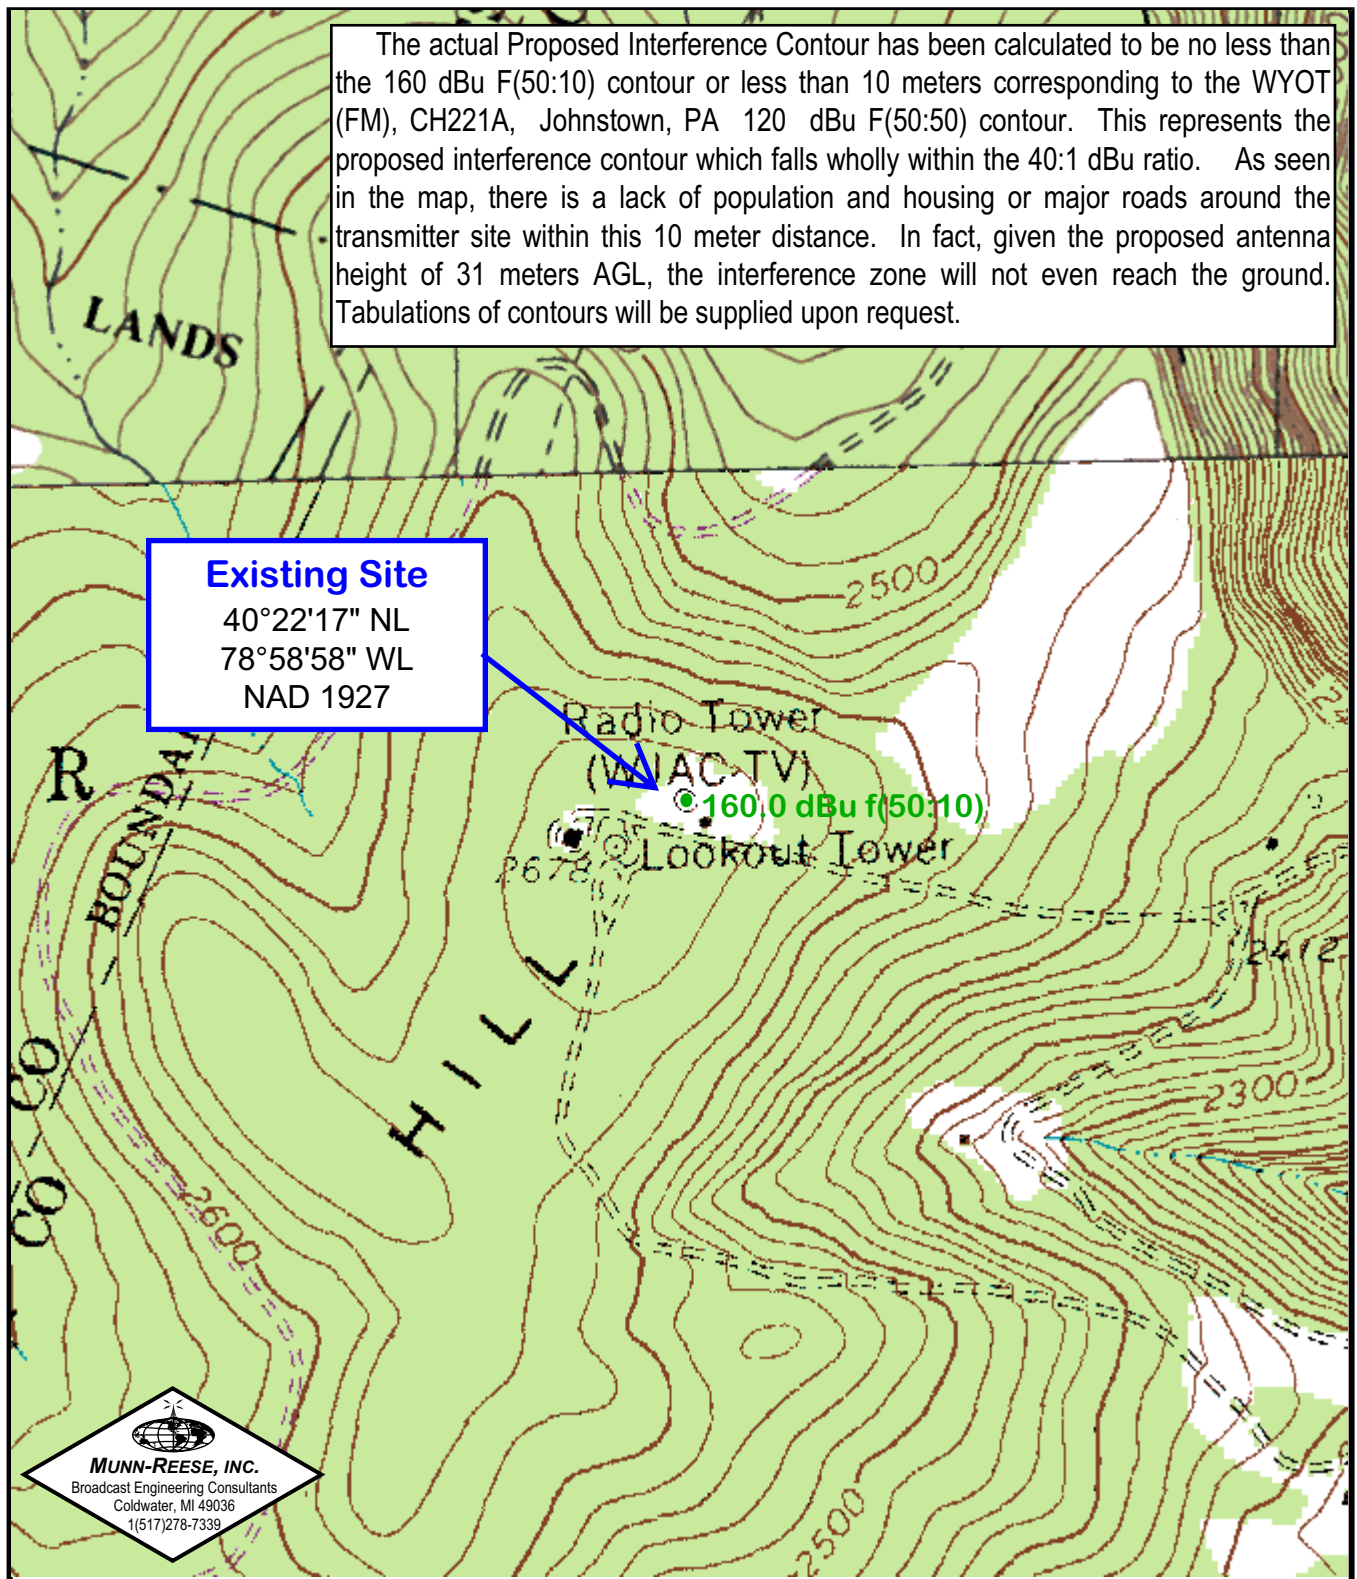 The actual Proposed Interference Contour has been calculated to be no less than
the 160 dBu F(50:10) contour or less than 10 meters corresponding to the WYOT
(FM), CH221A, Johnstown, PA 120 dBu F(50:50) contour. This represents the
proposed interference contour which falls wholly within the 40:1 dBu ratio. As seen
in the map, there is a lack of population and housing or major roads around the
transmitter site within this 10 meter distance. In fact, given the proposed antenna
height of 31 meters AGL, the interference zone will not even reach the ground.
Tabulations of contours will be supplied upon request.
LANDS
Existing Site
40°22'17" NL
78°58'58" WL
NAD 1927
2500
Radio Tower
(WJAC TV)
160.0 dBu f(50:10)
Lookout Tower
2678
R
2412
HILL
CO
CO
2300
2600
2500
MUNN-REESE, INC.
Broadcast Engineering Consultants
Coldwater, MI 49036
1(517)278-7339